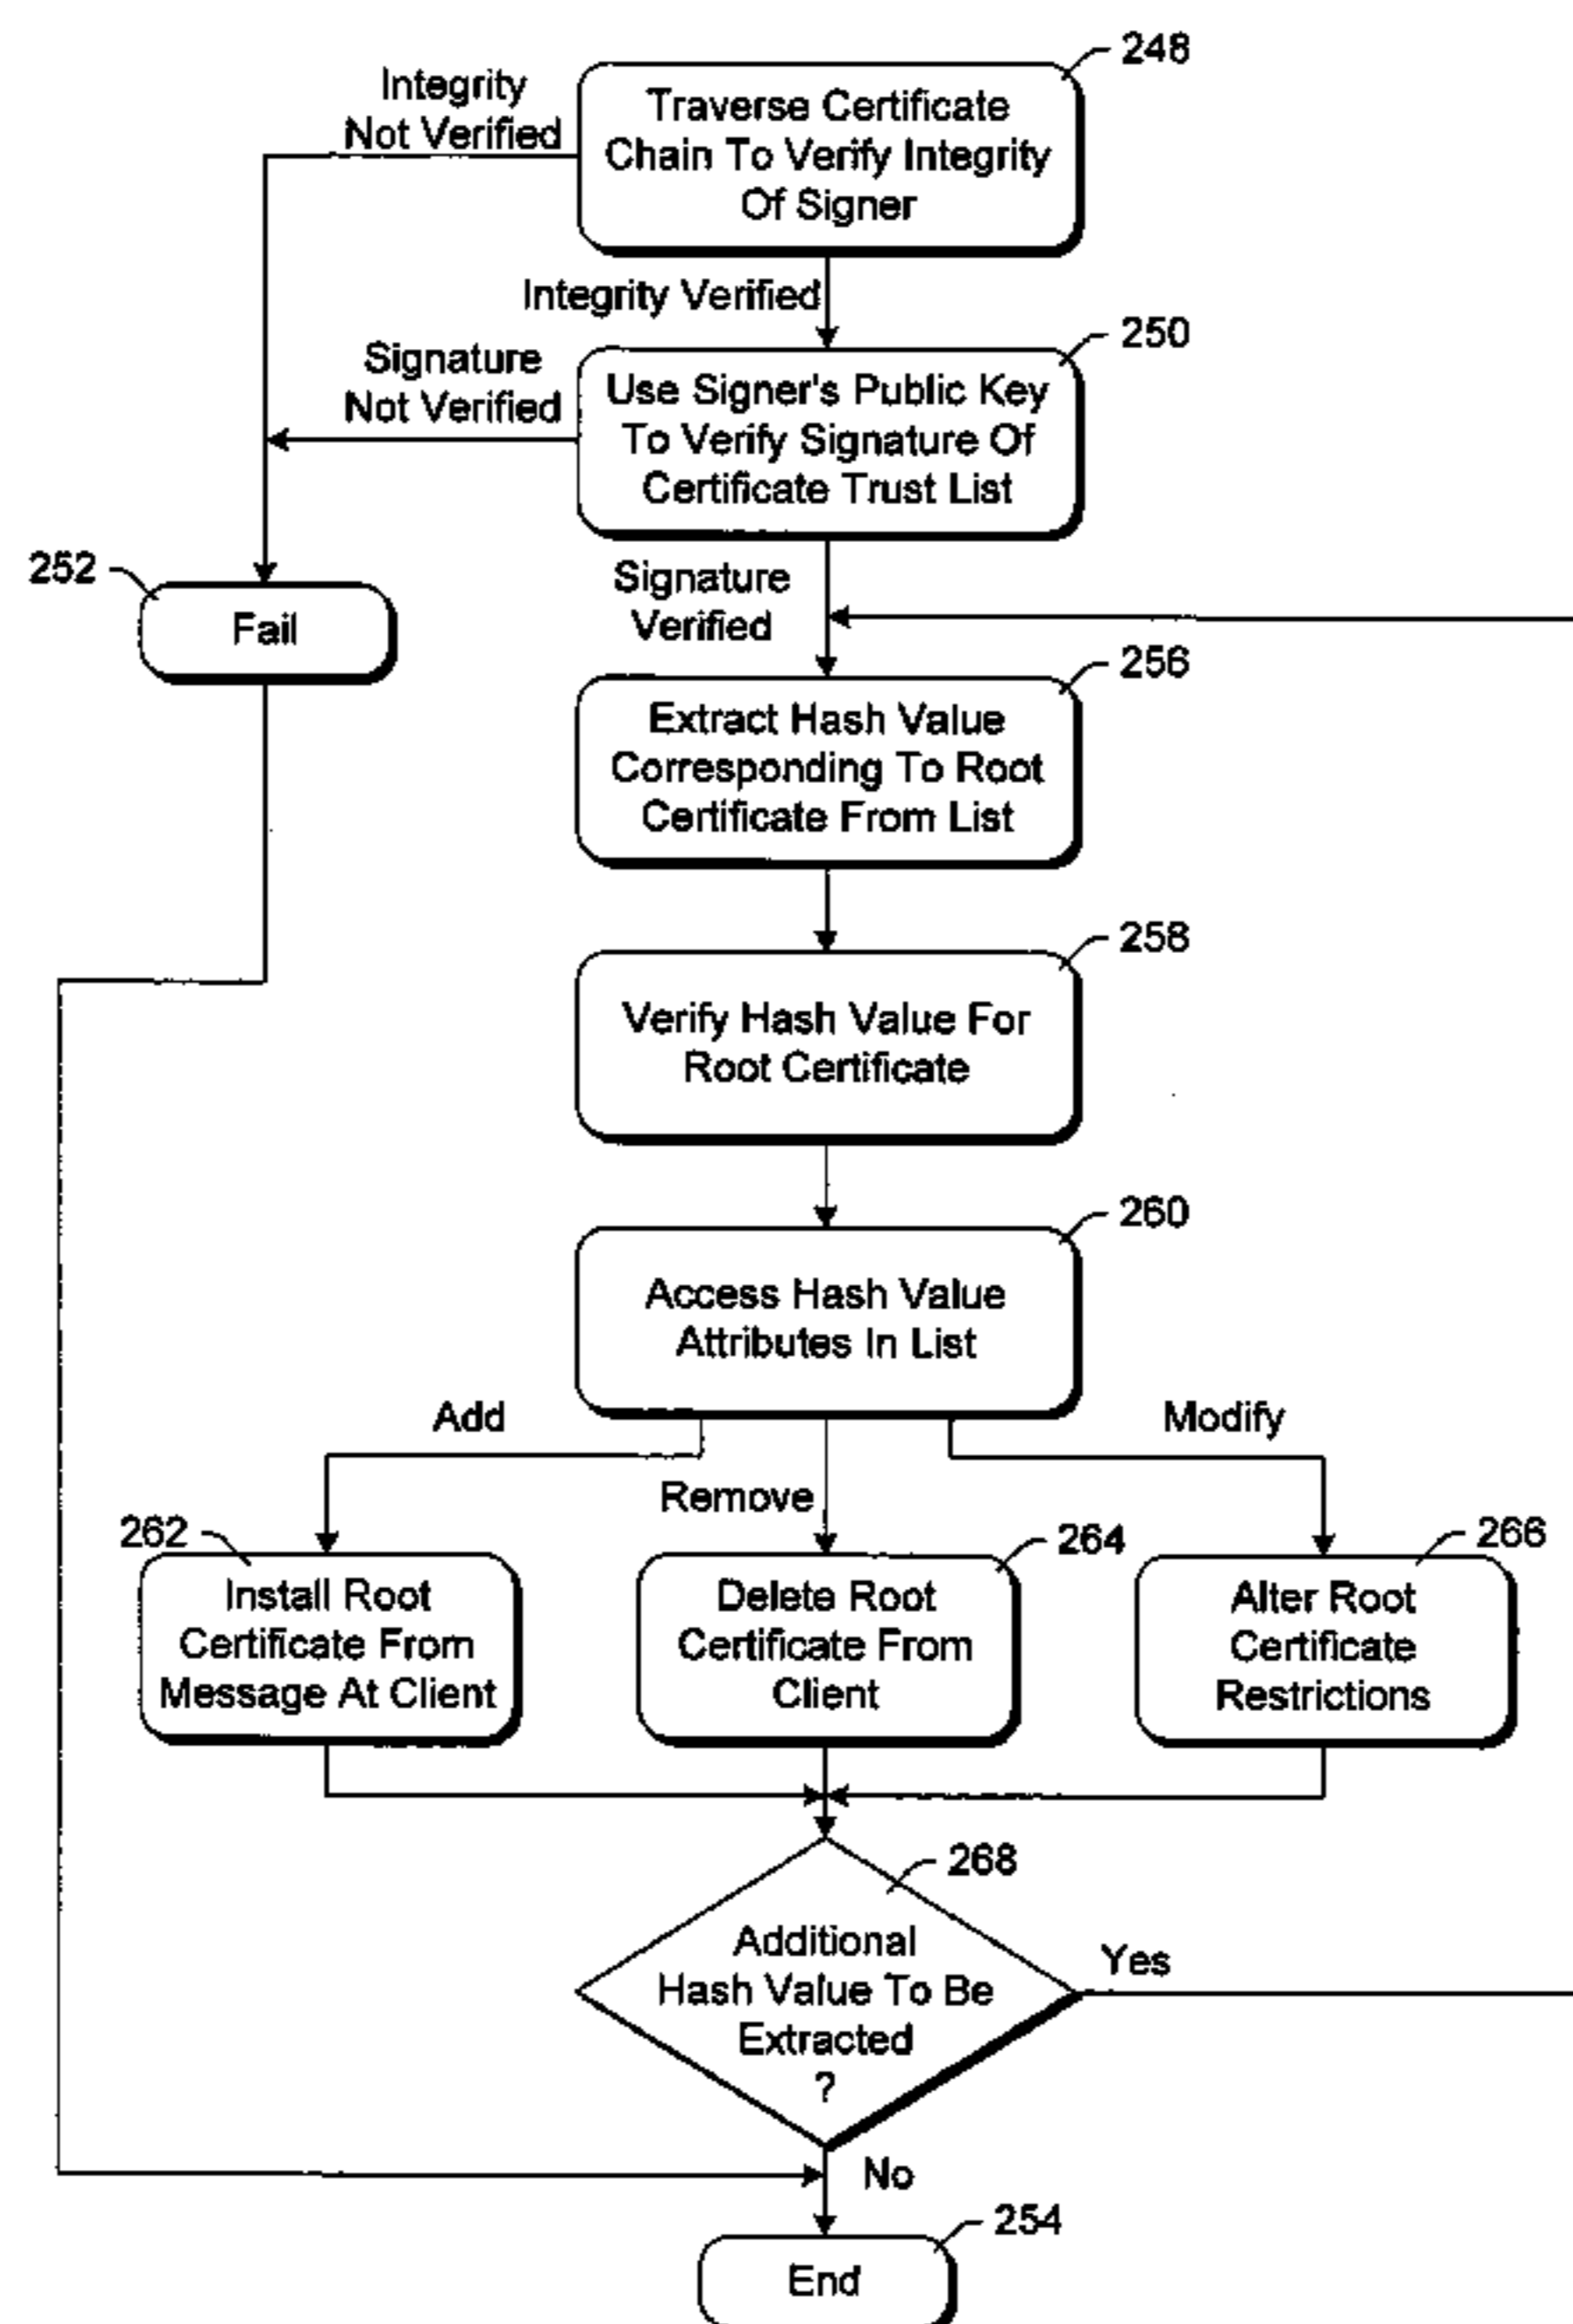 248
Integrity
Not Verified
Traverse Certificate
Chain To Verify Integrity
Of Signer
Integrity Verified
250
Signature
Not Verified
Use Signer's Public Key
To Verify Signature Of
Certificate Trust List
252
Fail
Signature
Verified
256
Extract Hash Value
Corresponding To Root
Certificate From List
258
Verify Hash Value For
Root Certificate
260
Access Hash Value
Attributes In List
Add
Remove
Modify
262
Install Root
Certificate From
Message At Client
264
Delete Root
Certificate From
Client
266
Alter Root
Certificate
Restrictions
268
Additional
Hash Value To Be
Extracted
?
Yes
No
254
End